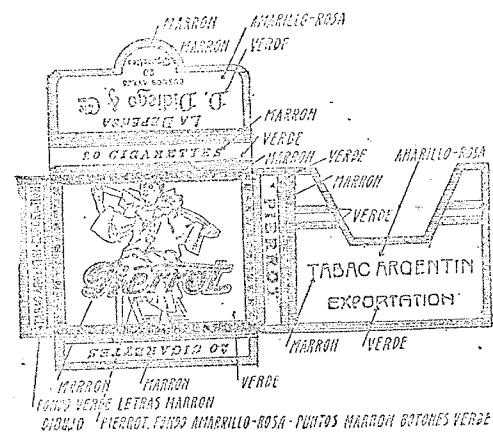 MARRON
AMARILLO-ROSA
MARRON
VERDE
20
D. Didiego y Cª
LA DEFENSA
MARRON
VERDE
MARRON
VERDE
AMARILLO-ROSA
MARRON
PIERROT
VERDE
Pierrot
TABAC ARGENTIN
EXPORTATION
20 CIGARETTES
MARRON
VERDE
MARRON
MARRON
VERDE
FONDO VERDE LETRAS MARRON
DIBUJO PIERROT. FONDO AMARRILLO-ROSA - PUNTOS MARRON BOTONES VERDE